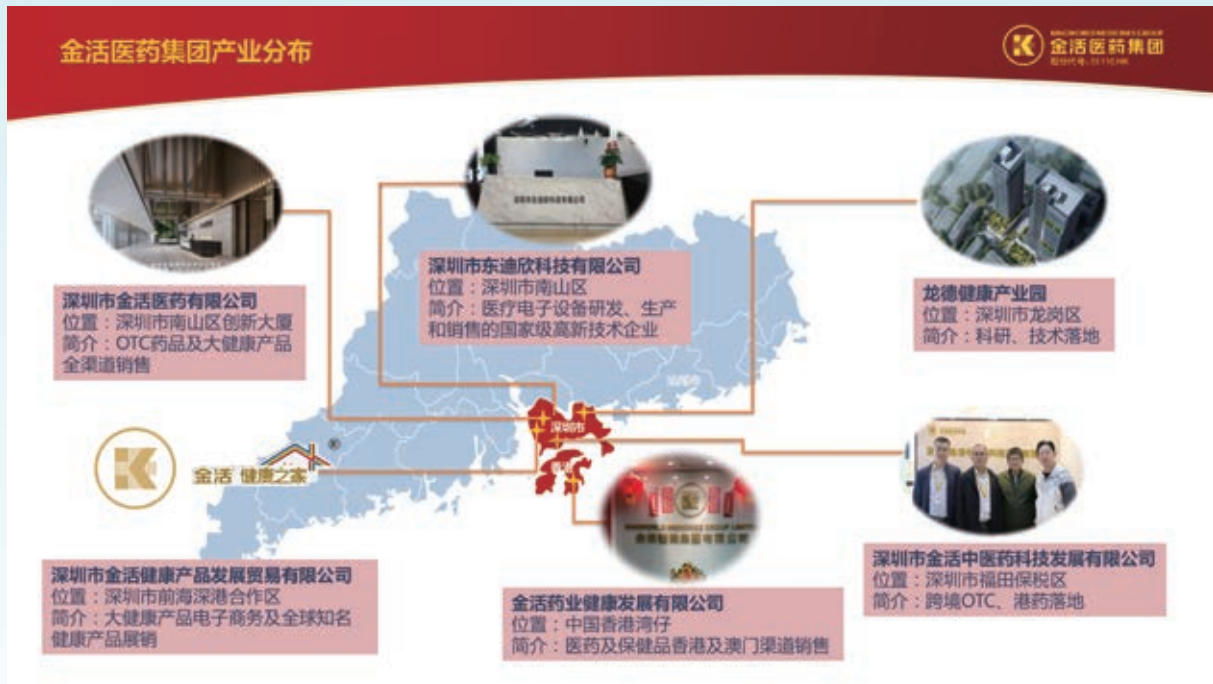 金活医药集团产业分布
金活医药集团
深圳市金活医药有限公司
位置：深圳市南山区创新大厦
简介：OTC药品及大健康产品
全渠道销售
深圳市东迪欣科技有限公司
位置：深圳市南山区
简介：医疗电子设备研发、生产
和销售的国家级高新技术企业
龙德健康产业园
位置：深圳市龙岗区
简介：科研、技术落地
深圳市
金活 健康之家
®
深圳市金活健康产品发展贸易有限公司
位置：深圳市前海深港合作区
简介：大健康产品电子商务及全球知名
健康产品展销
金活药业健康发展有限公司
位置：中国香港湾仔
简介：医药及保健品香港及澳门渠道销售
深圳市金活中医药科技发展有限公司
位置：深圳市福田保税区
简介：跨境OTC、港药落地